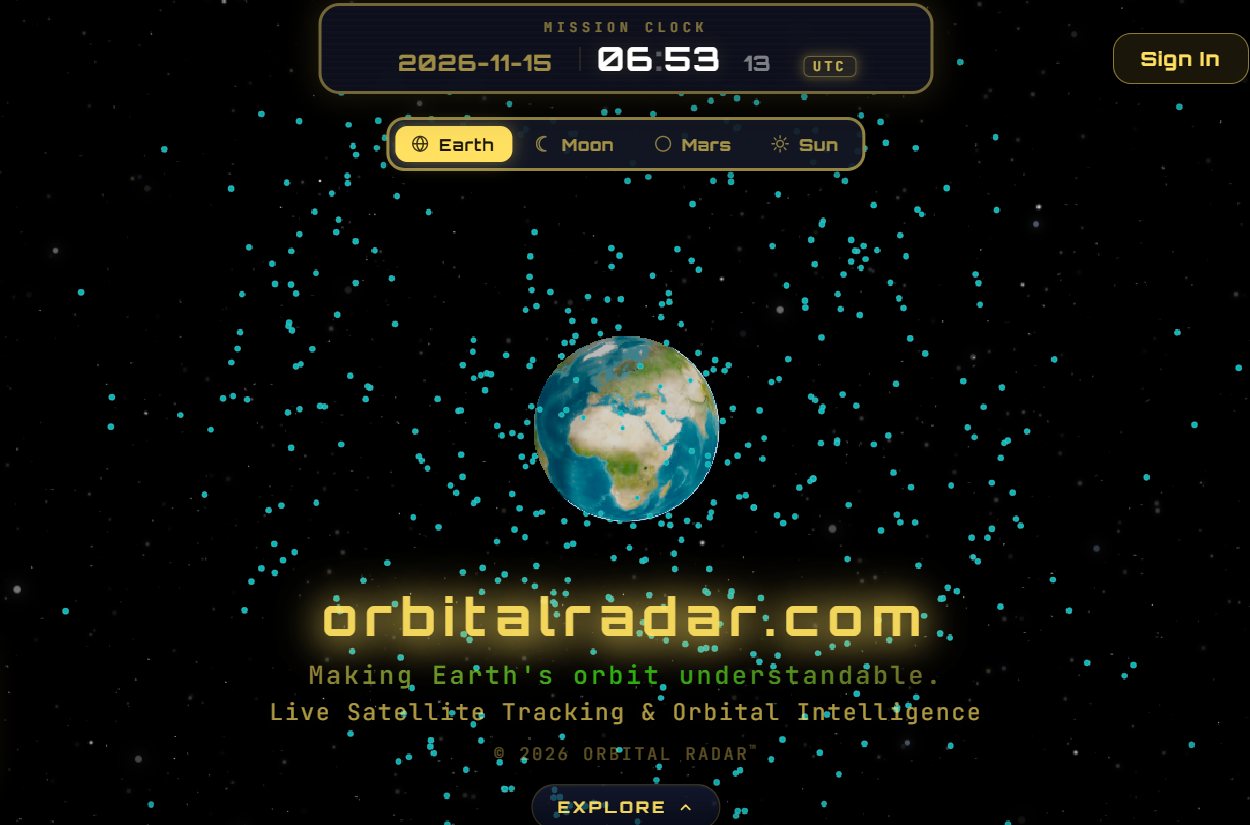 MISSION CLOCK
2026-11-15 06:53 13 UTC
Sign In
Earth Moon Mars Sun
orbitalradar.com
Making Earth's orbit understandable.
Live Satellite Tracking & Orbital Intelligence
© 2026 ORBITAL RADAR™
EXPLORE